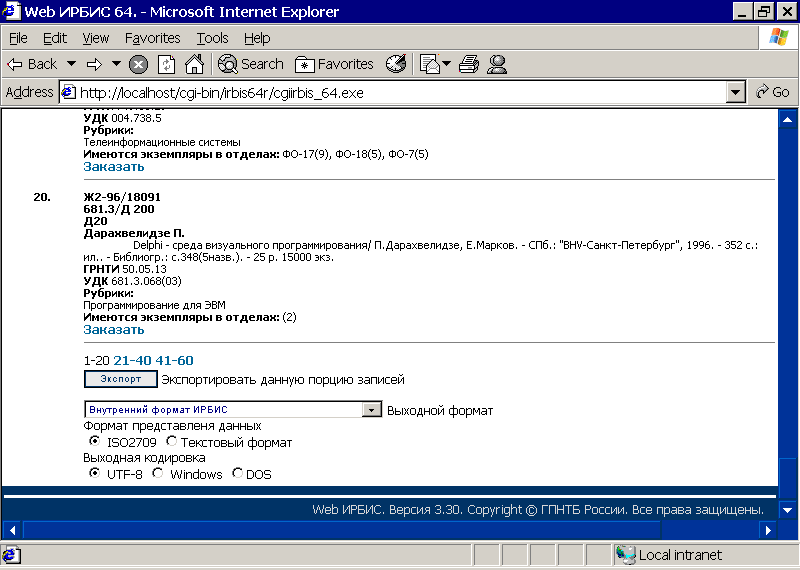 Web ИРБИС 64. - Microsoft Internet Explorer
File Edit View Favorites Tools Help
Back Search Favorites
Address http://localhost/cgi-bin/irbis64r/cgiirbis_64.exe Go
УДК 004.738.5
Рубрики:
Телеинформационные системы
Имеются экземпляры в отделах: ФО-17(9), ФО-18(5), ФО-7(5)
Заказать
20. Ж2-96/18091
681.3/Д 200
Д20
Дарахвелидзе П.
Delphi - среда визуального программирования/ П.Дарахвелидзе, Е.Марков. - СПб.: "BHV-Санкт-Петербург", 1996. - 352 с.:
ил.. - Библиогр.: с.348(5назв.). - 25 р. 15000 экз.
ГРНТИ 50.05.13
УДК 681.3.068(03)
Рубрики:
Программирование для ЭВМ
Имеются экземпляры в отделах: (2)
Заказать
1-20 21-40 41-60
Экспорт Экспортировать данную порцию записей
Внутренний формат ИРБИС Выходной формат
Формат представленя данных
ISO2709 Текстовый формат
Выходная кодировка
UTF-8 Windows DOS
Web ИРБИС. Версия 3.30. Copyright © ГПНТБ России. Все права защищены.
Local intranet